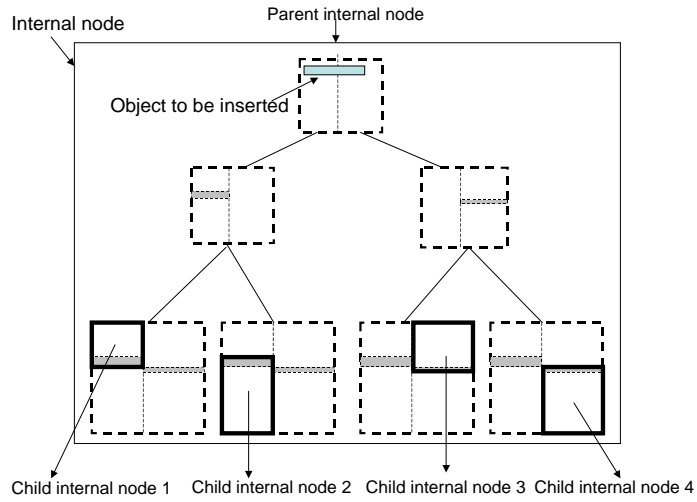 Parent internal node
Internal node
Object to be inserted
Child internal node 1
Child internal node 2
Child internal node 3
Child internal node 4